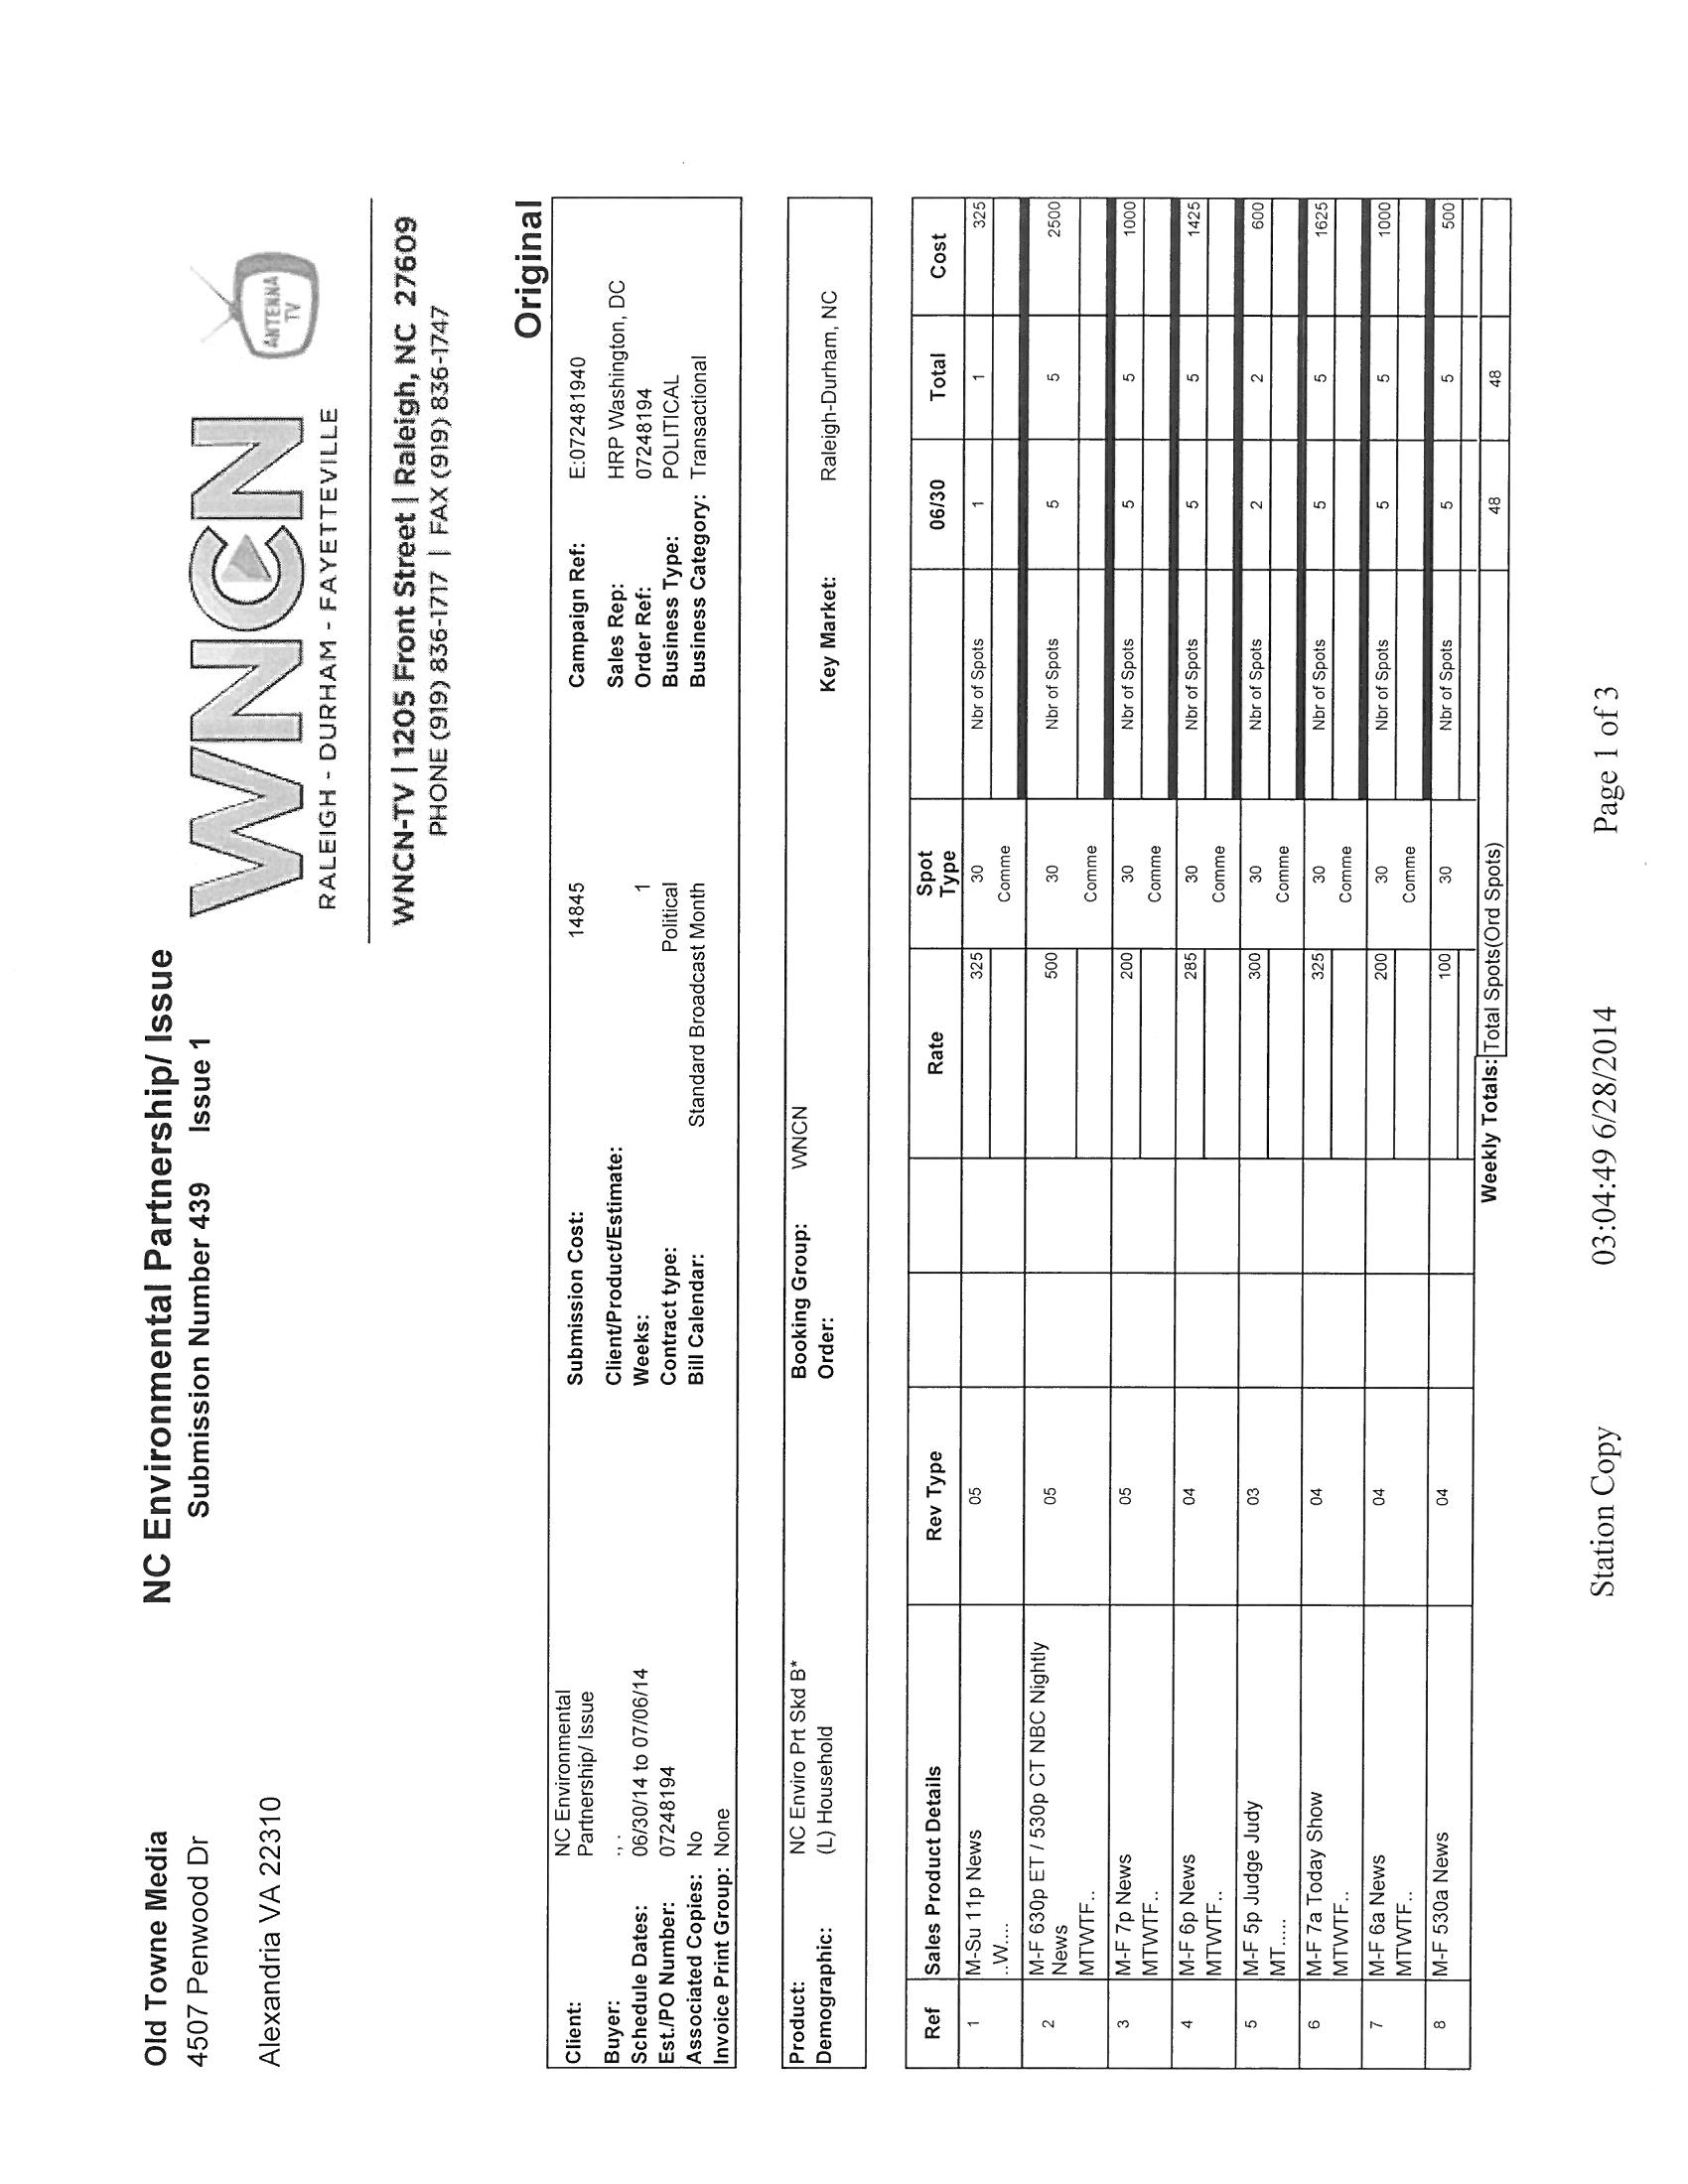 NC Environmental Partnership/ Issue
Submission Number 439 Issue 1
Old Towne Media
4507 Penwood Dr
Alexandria VA 22310
WNCN
RALEIGH - DURHAM - FAYETTEVILLE
ANTENNA TV
WNCN-TV | 1205 Front Street | Raleigh, NC 27609
PHONE (919) 836-1717 | FAX (919) 836-1747
Original
Client: NC Environmental Partnership/ Issue Submission Cost: 14845 Campaign Ref: E:072481940
Buyer: ., . Client/Product/Estimate: Sales Rep: HRP Washington, DC
Schedule Dates: 06/30/14 to 07/06/14 Weeks: 1 Order Ref: 07248194
Est./PO Number: 07248194 Contract type: Political Business Type: POLITICAL
Associated Copies: No Bill Calendar: Standard Broadcast Month Business Category: Transactional
Invoice Print Group: None
Product: NC Enviro Prt Skd B* Booking Group: WNCN
Demographic: (L) Household Order: Key Market: Raleigh-Durham, NC
Ref Sales Product Details Rev Type Rate Spot Type 06/30 Total Cost
1 M-Su 11p News 05 325 30 Nbr of Spots 1 1 325
..W.... Comme
2 M-F 630p ET / 530p CT NBC Nightly News 05 500 30 Nbr of Spots 5 5 2500
MTWTF.. Comme
3 M-F 7p News 05 200 30 Nbr of Spots 5 5 1000
MTWTF.. Comme
4 M-F 6p News 04 285 30 Nbr of Spots 5 5 1425
MTWTF.. Comme
5 M-F 5p Judge Judy 03 300 30 Nbr of Spots 2 2 600
MT..... Comme
6 M-F 7a Today Show 04 325 30 Nbr of Spots 5 5 1625
MTWTF.. Comme
7 M-F 6a News 04 200 30 Nbr of Spots 5 5 1000
MTWTF.. Comme
8 M-F 530a News 04 100 30 Nbr of Spots 5 5 500
Weekly Totals: Total Spots(Ord Spots) 48 48
Station Copy 03:04:49 6/28/2014 Page 1 of 3